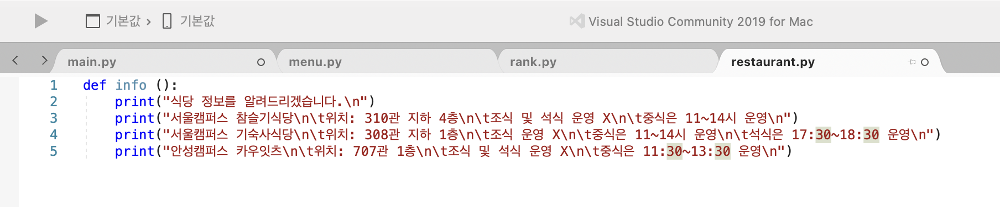 기본값 › 기본값
Visual Studio Community 2019 for Mac
main.py
menu.py
rank.py
restaurant.py
1 def info ():
2     print("식당 정보를 알려드리겠습니다.\n")
3     print("서울캠퍼스 참슬기식당\n\t위치: 310관 지하 4층\n\t조식 및 석식 운영 X\n\t중식은 11~14시 운영\n")
4     print("서울캠퍼스 기숙사식당\n\t위치: 308관 지하 1층\n\t조식 운영 X\n\t중식은 11~14시 운영\n\t석식은 17:30~18:30 운영\n")
5     print("안성캠퍼스 카우잇츠\n\t위치: 707관 1층\n\t조식 및 석식 운영 X\n\t중식은 11:30~13:30 운영\n")